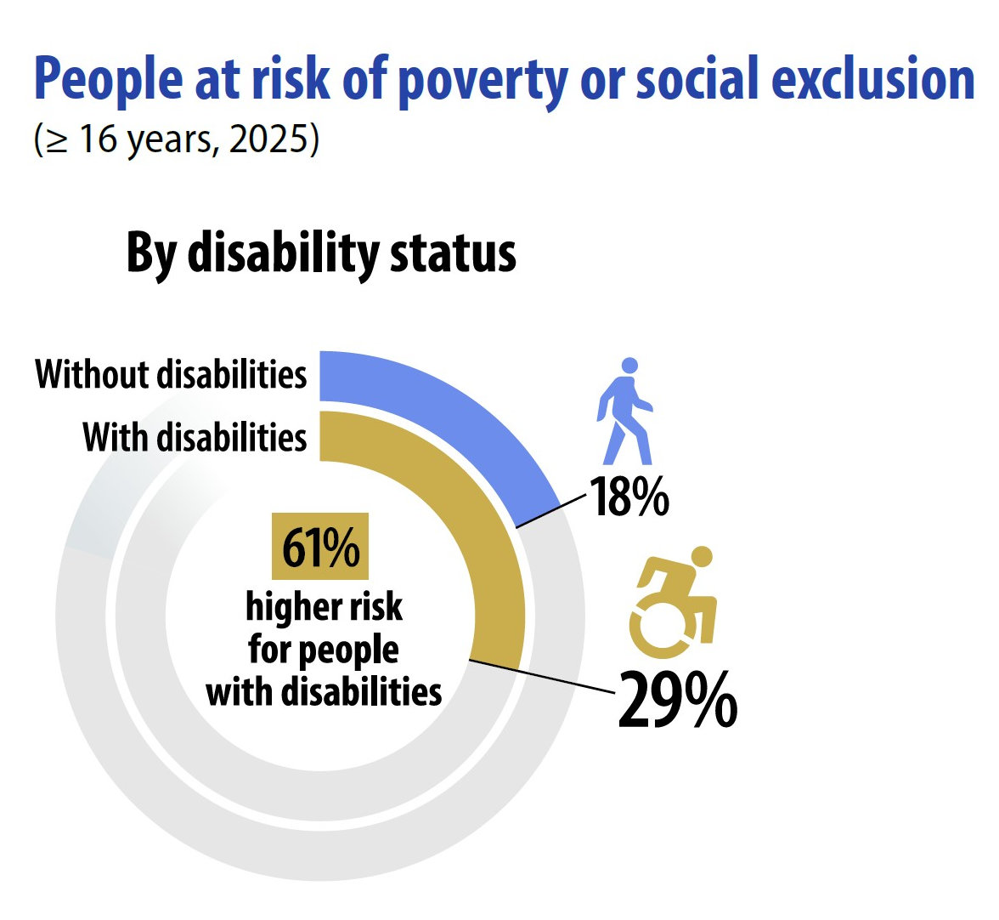 People at risk of poverty or social exclusion
(≥ 16 years, 2025)
By disability status
Without disabilities
With disabilities
18%
61%
higher risk
for people
with disabilities
29%